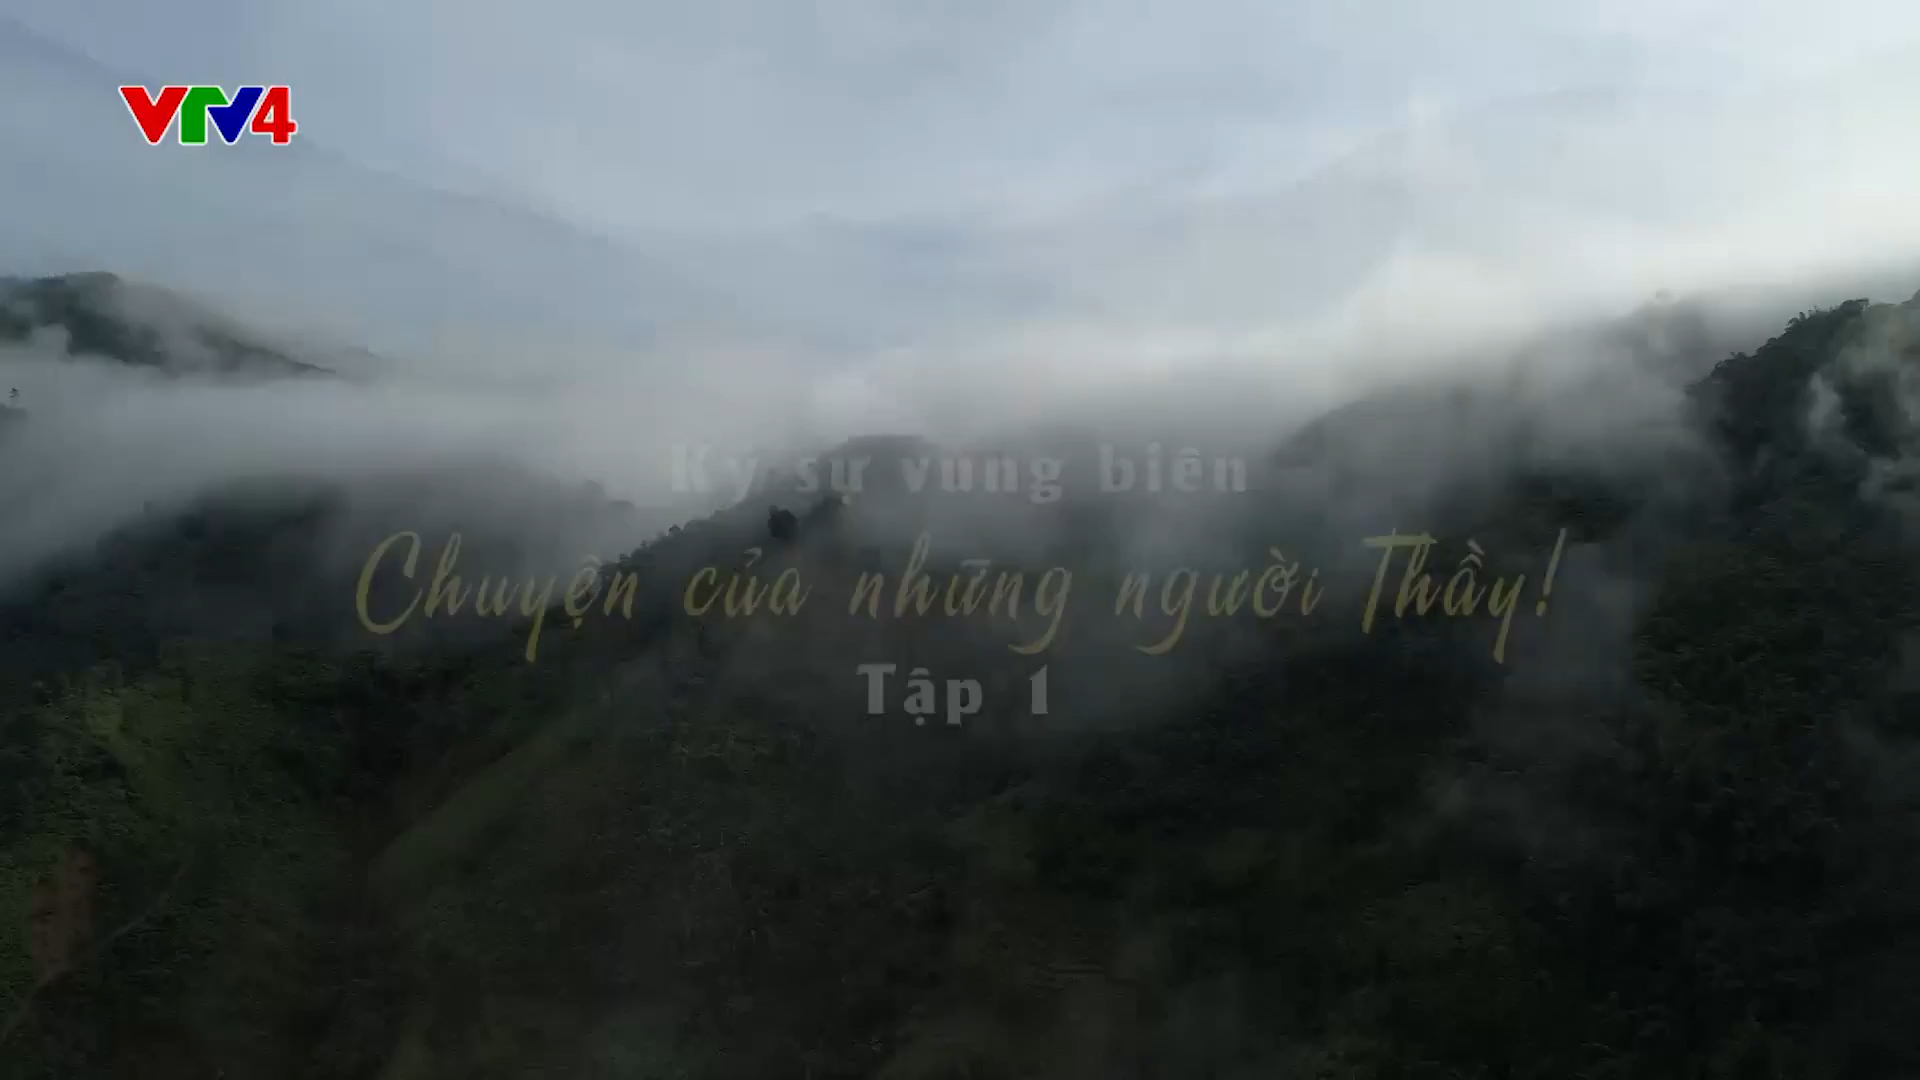 VTV4
Ký sự vùng biên
Chuyện của những người Thầy!
Tập 1